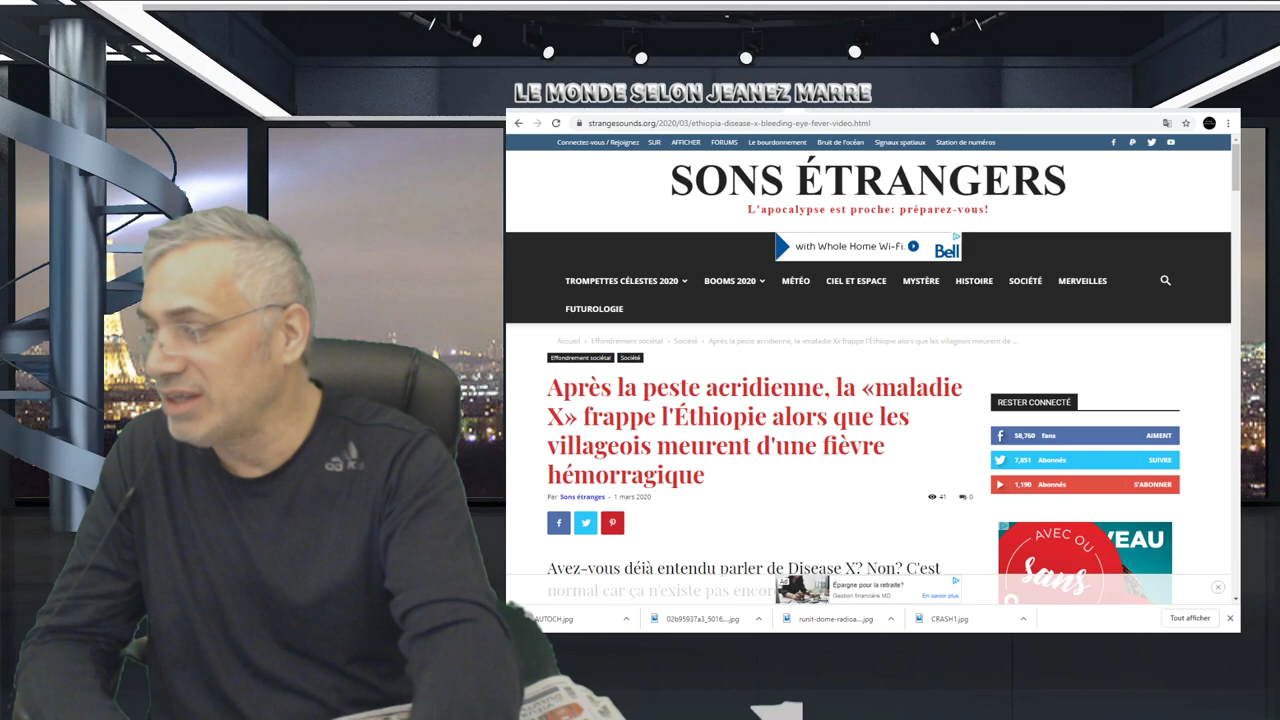 LE MONDE SELON JEANEZ MARRE
strangesounds.org/2020/03/ethiopia-disease-x-bleeding-eye-fever-video.html
Connectez-vous / Rejoignez SUR AFFICHER FORUMS Le bourdonnement Bruit de l'océan Signaux spatiaux Station de numéros
SONS ÉTRANGERS
L'apocalypse est proche: préparez-vous!
with Whole Home Wi-Fi. Bell
TROMPETTES CÉLESTES 2020 BOOMS 2020 MÉTÉO CIEL ET ESPACE MYSTÈRE HISTOIRE SOCIÉTÉ MERVEILLES
FUTUROLOGIE
Accueil › Effondrement sociétal › Société › Après la peste acridienne, la «maladie X» frappe l'Éthiopie alors que les villageois meurent de ...
Effondrement sociétal Société
Après la peste acridienne, la «maladie
X» frappe l'Éthiopie alors que les
villageois meurent d'une fièvre
hémorragique
Par Sons étranges - 1 mars 2020 41 0
RESTER CONNECTÉ
58,760 fans AIMENT
7,851 Abonnés SUIVRE
1,190 Abonnés S'ABONNER
AVEC OU
sans
VEAU
Avez-vous déjà entendu parler de Disease X? Non? C'est
normal car ça n'existe pas encor
Ad
Épargne pour la retraite?
Gestion financière MD En savoir plus
AUTOCH.jpg 02b95937a3_5016....jpg runit-dome-radioa....jpg CRASH1.jpg Tout afficher